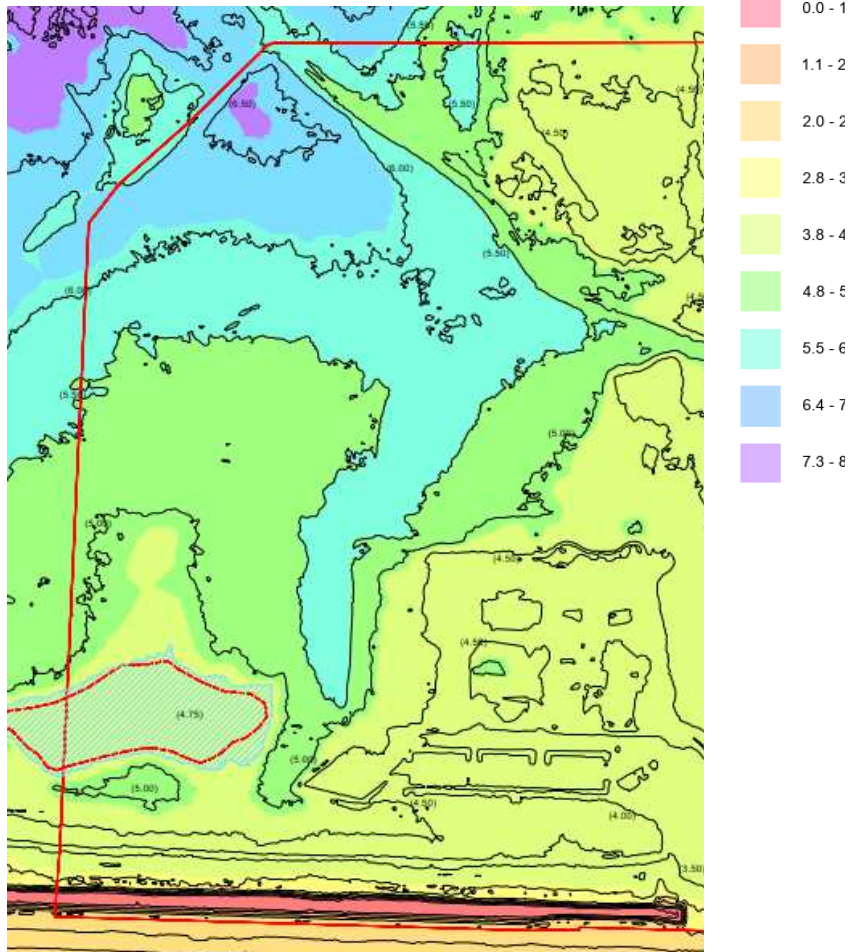 (5.50)
0.0 - 1
1.1 - 2
(4.50)
(6.50)
(5.50)
2.0 - 2
(4.50)
(6.00)
2.8 - 3
3.8 - 4
(5.50)
4.8 - 5
(6.00)
5.5 - 6
(5.50)
6.4 - 7
(5.00)
7.3 - 8
(5.00)
(4.50)
(4.50)
(4.75)
(5.00)
(5.00)
(4.50)
(4.00)
(3.50)